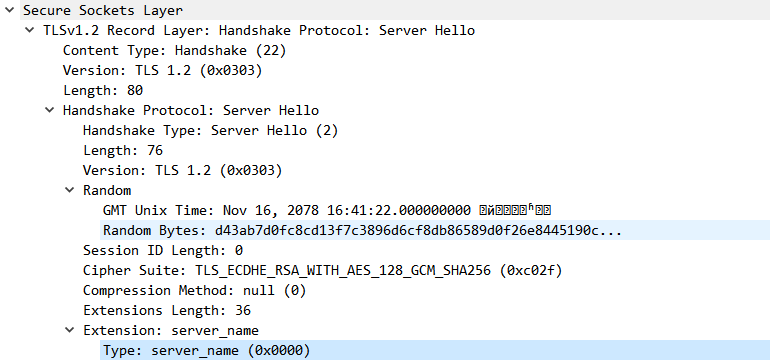 Secure Sockets Layer
TLSv1.2 Record Layer: Handshake Protocol: Server Hello
Content Type: Handshake (22)
Version: TLS 1.2 (0x0303)
Length: 80
Handshake Protocol: Server Hello
Handshake Type: Server Hello (2)
Length: 76
Version: TLS 1.2 (0x0303)
Random
GMT Unix Time: Nov 16, 2078 16:41:22.000000000
Random Bytes: d43ab7d0fc8cd13f7c3896d6cf8db86589d0f26e8445190c...
Session ID Length: 0
Cipher Suite: TLS_ECDHE_RSA_WITH_AES_128_GCM_SHA256 (0xc02f)
Compression Method: null (0)
Extensions Length: 36
Extension: server_name
Type: server_name (0x0000)